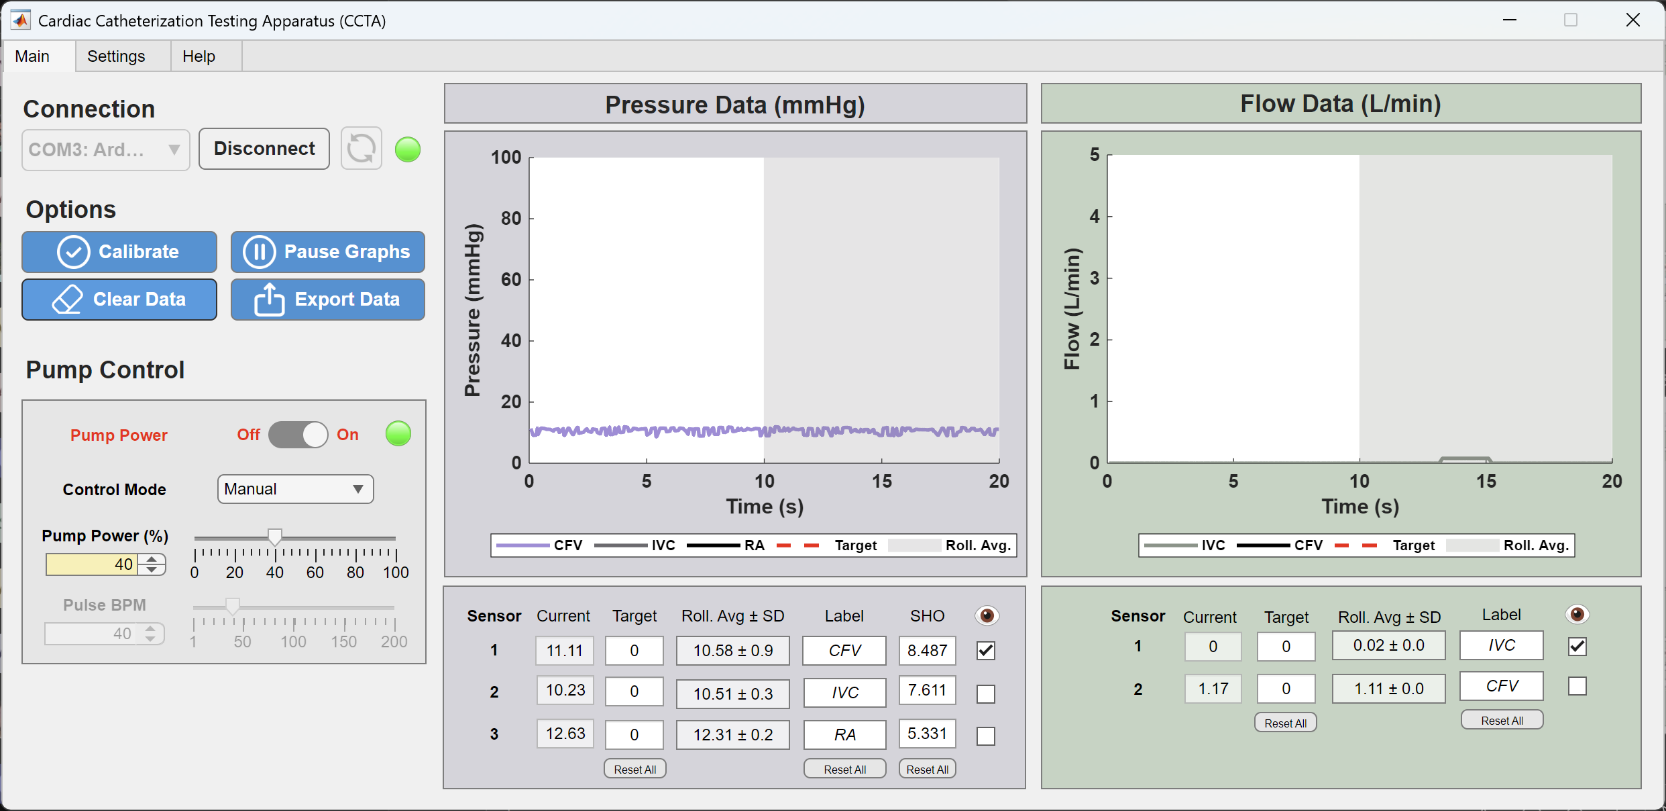 Cardiac Catheterization Testing Apparatus (CCTA)
Main Settings Help
Connection
COM3: Ard... Disconnect
Options
Calibrate Pause Graphs
Clear Data Export Data
Pump Control
Pump Power Off On
Control Mode Manual
Pump Power (%)
40
0 20 40 60 80 100
Pulse BPM
40
1 50 100 150 200
Pressure Data (mmHg)
100
80
60
40
20
0
Pressure (mmHg)
0 5 10 15 20
Time (s)
CFV IVC RA Target Roll. Avg.
Sensor Current Target Roll. Avg ± SD Label SHO
1 11.11 0 10.58 ± 0.9 CFV 8.487
2 10.23 0 10.51 ± 0.3 IVC 7.611
3 12.63 0 12.31 ± 0.2 RA 5.331
Reset All Reset All Reset All
Flow Data (L/min)
5
4
3
2
1
0
Flow (L/min)
0 5 10 15 20
Time (s)
IVC CFV Target Roll. Avg.
Sensor Current Target Roll. Avg ± SD Label
1 0 0 0.02 ± 0.0 IVC
2 1.17 0 1.11 ± 0.0 CFV
Reset All Reset All